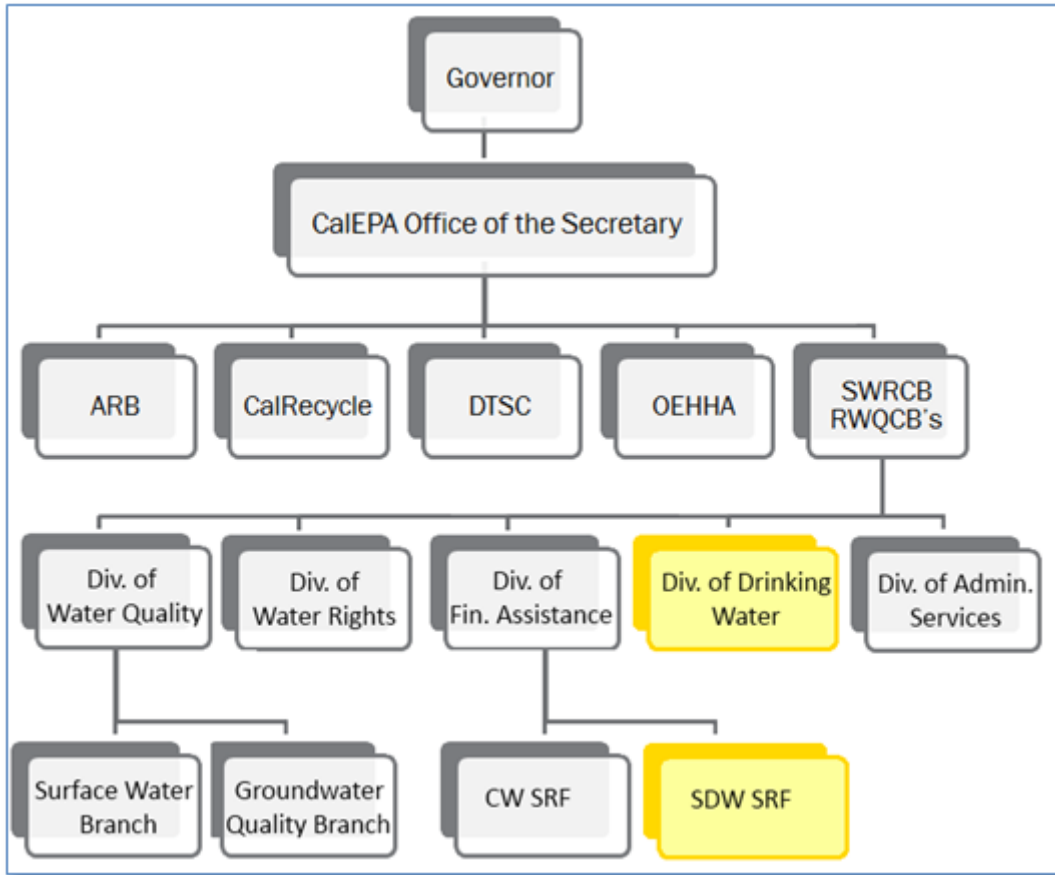 Governor
CalEPA Office of the Secretary
ARB
CalRecycle
DTSC
OEHHA
SWRCB
RWQCB's
Div. of
Water Quality
Div. of
Water Rights
Div. of
Fin. Assistance
Div. of Drinking
Water
Div. of Admin.
Services
Surface Water
Branch
Groundwater
Quality Branch
CW SRF
SDW SRF